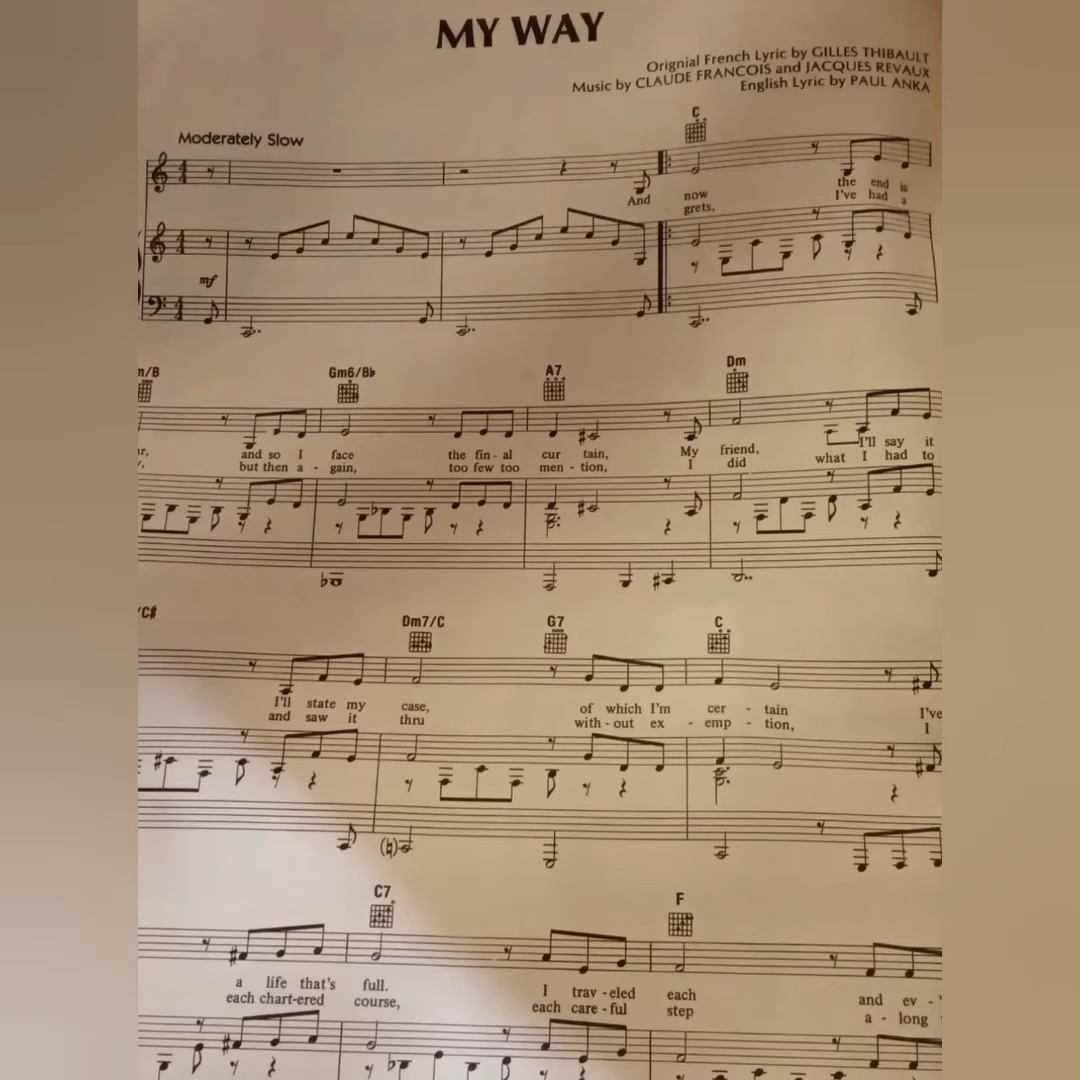 MY WAY
Orignial French Lyric by GILLES THIBAULT
Music by CLAUDE FRANCOIS and JACQUES REVAUX
English Lyric by PAUL ANKA
Moderately Slow
C
And now the end is
grets, I've had a
mf
m/B Gm6/B♭ A7 Dm
r, and so I face the fin - al cur tain, My friend, I'll say it
, but then a - gain, too few too men - tion, I did what I had to
/C# Dm7/C G7 C
I'll state my case, of which I'm cer - tain I've
and saw it thru with - out ex - emp - tion, I
C7 F
a life that's full. I trav - eled each and ev -
each chart-ered course, each care - ful step a - long